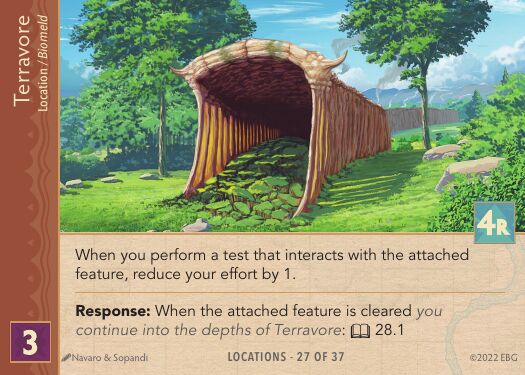 Terravore
Location / Biomeld
4R
When you perform a test that interacts with the attached
feature, reduce your effort by 1.
Response: When the attached feature is cleared you
continue into the depths of Terravore: 28.1
3
Navaro & Sopandi
LOCATIONS - 27 OF 37
©2022 EBG